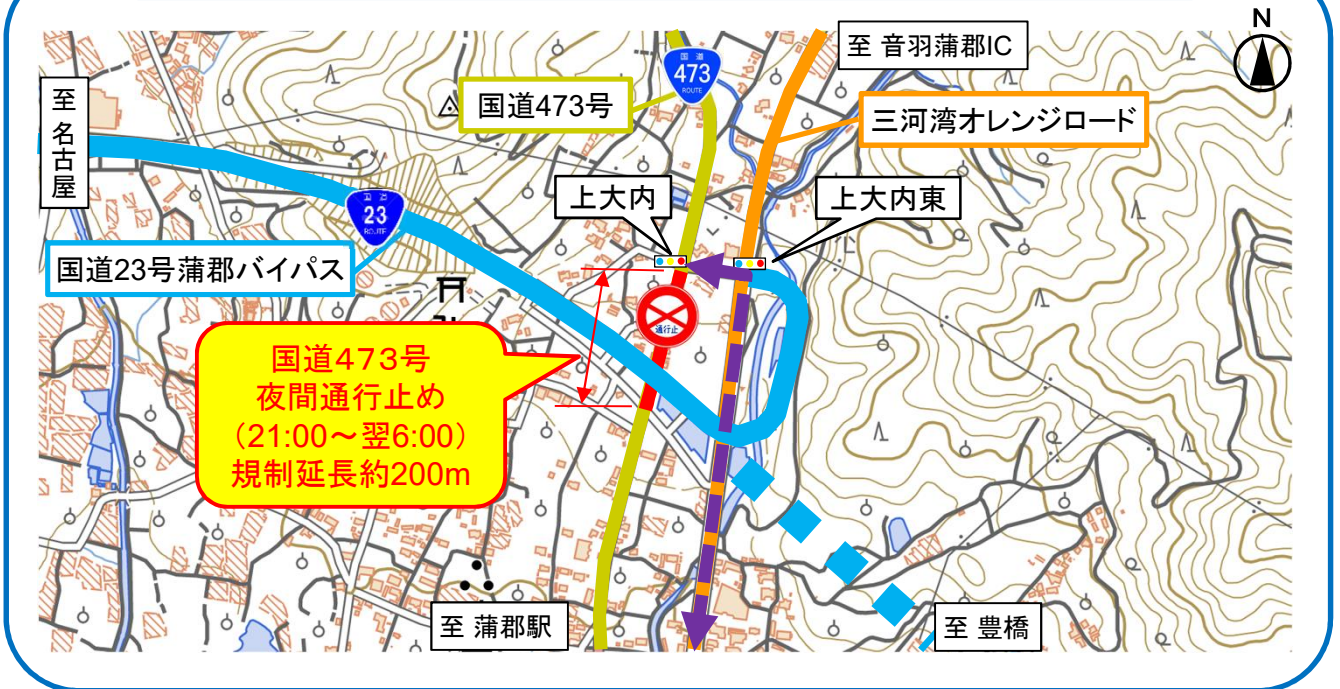 N
至 音羽蒲郡IC
国道
473
ROUTE
国道473号
三河湾オレンジロード
至名古屋
上大内
上大内東
23
ROUTE
国道23号蒲郡バイパス
通行止
国道473号
夜間通行止め
(21:00～翌6:00)
規制延長約200m
至 蒲郡駅
至 豊橋